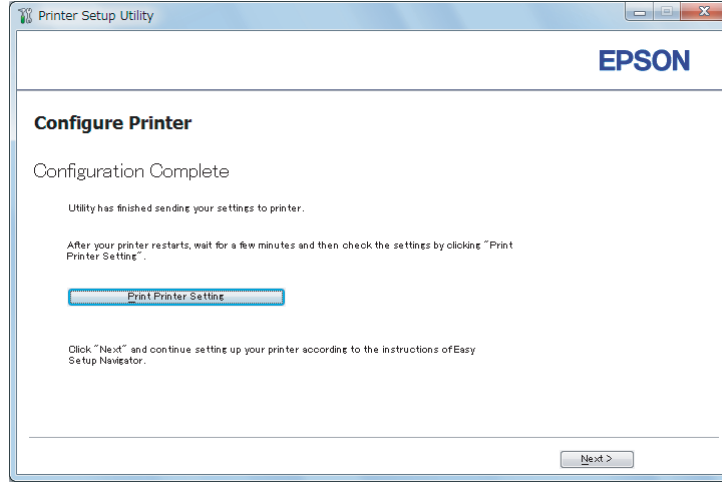 Printer Setup Utility
EPSON
Configure Printer
Configuration Complete
Utility has finished sending your settings to printer.
After your printer restarts, wait for a few minutes and then check the settings by clicking "Print
Printer Setting".
Print Printer Setting
Click "Next" and continue setting up your printer according to the instructions of Easy
Setup Navigator.
Next >